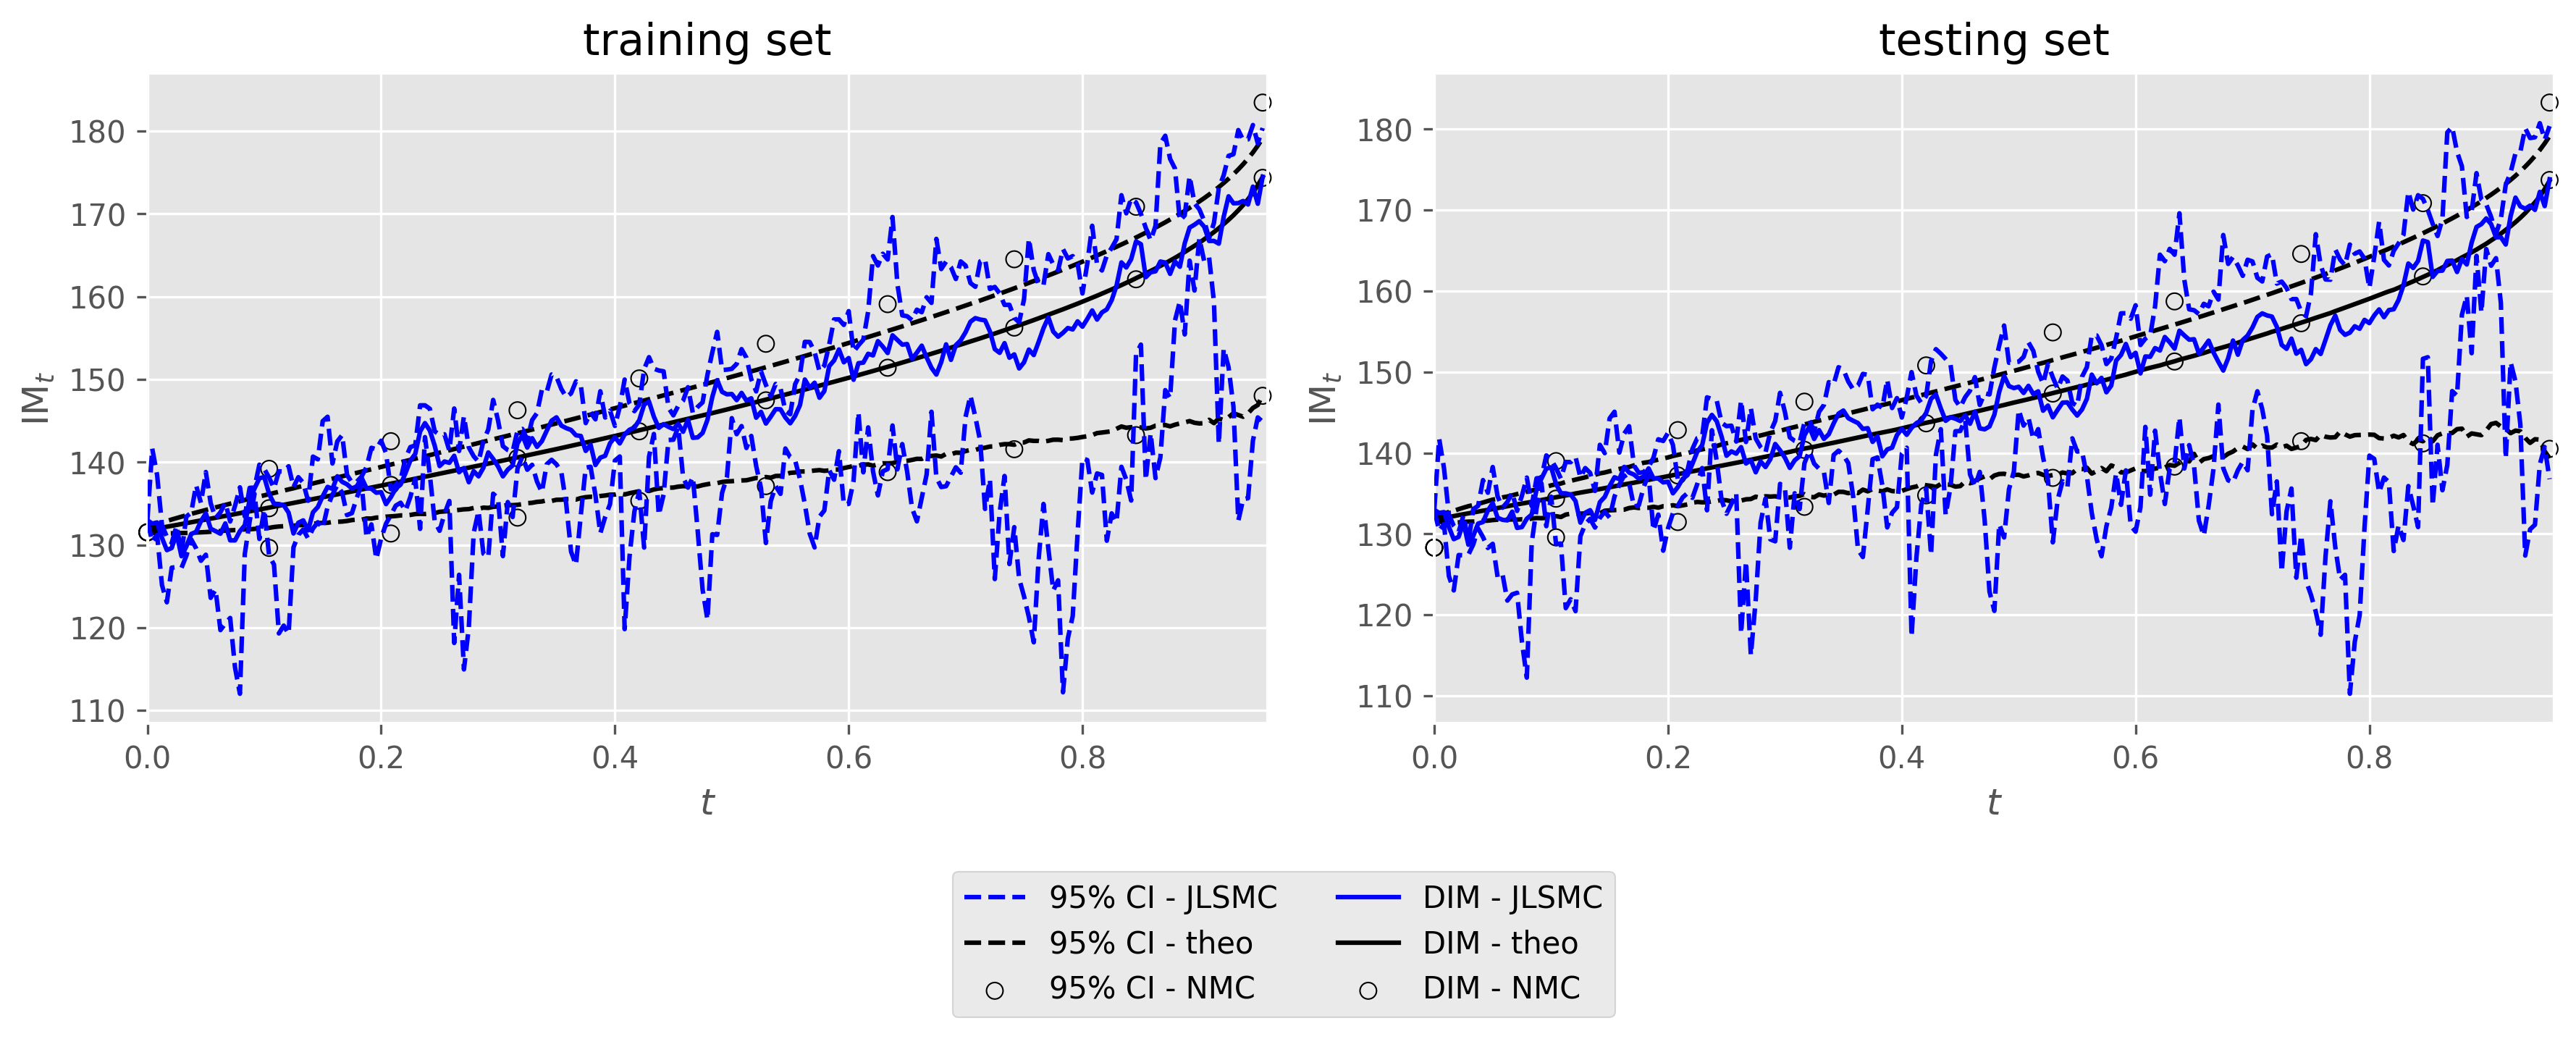 training set
testing set
IM_t
180
170
160
150
140
130
120
110
0.0 0.2 0.4 0.6 0.8
t
IM_t
180
170
160
150
140
130
120
110
0.0 0.2 0.4 0.6 0.8
t
95% CI - JLSMC
95% CI - theo
95% CI - NMC
DIM - JLSMC
DIM - theo
DIM - NMC